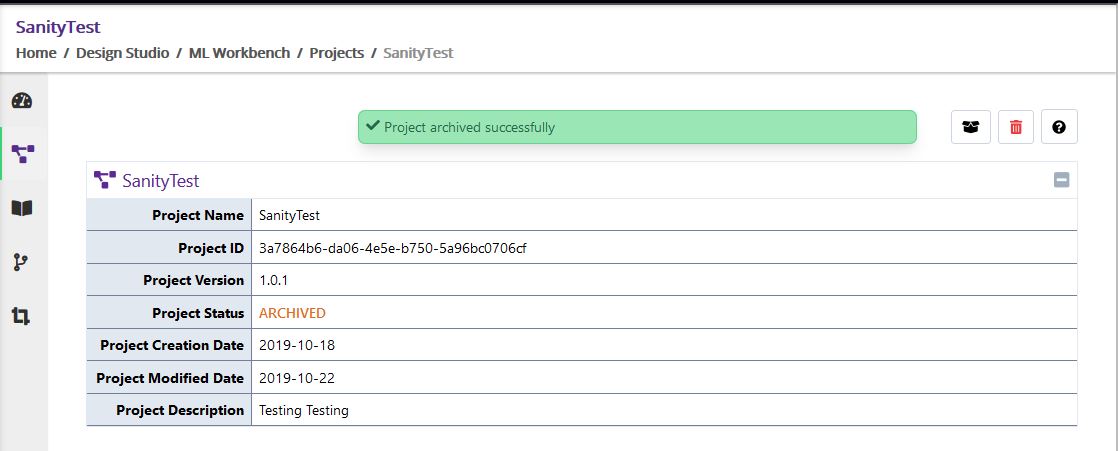 SanityTest
Home / Design Studio / ML Workbench / Projects / SanityTest
Project archived successfully
SanityTest
Project Name SanityTest
Project ID 3a7864b6-da06-4e5e-b750-5a96bc0706cf
Project Version 1.0.1
Project Status ARCHIVED
Project Creation Date 2019-10-18
Project Modified Date 2019-10-22
Project Description Testing Testing